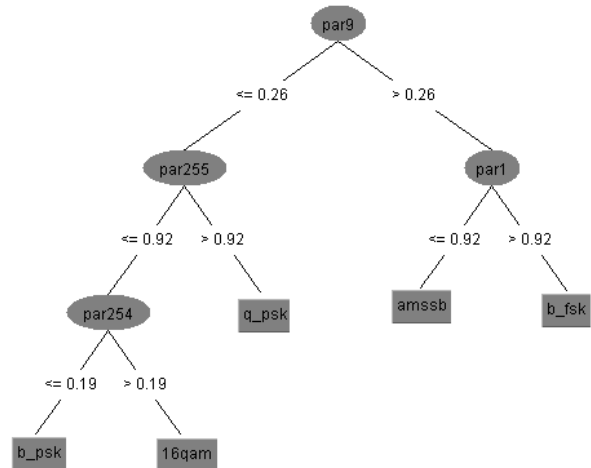 par9
<= 0.26 > 0.26
par255 par1
<= 0.92 > 0.92 <= 0.92 > 0.92
par254 q_psk amssb b_fsk
<= 0.19 > 0.19
b_psk 16qam